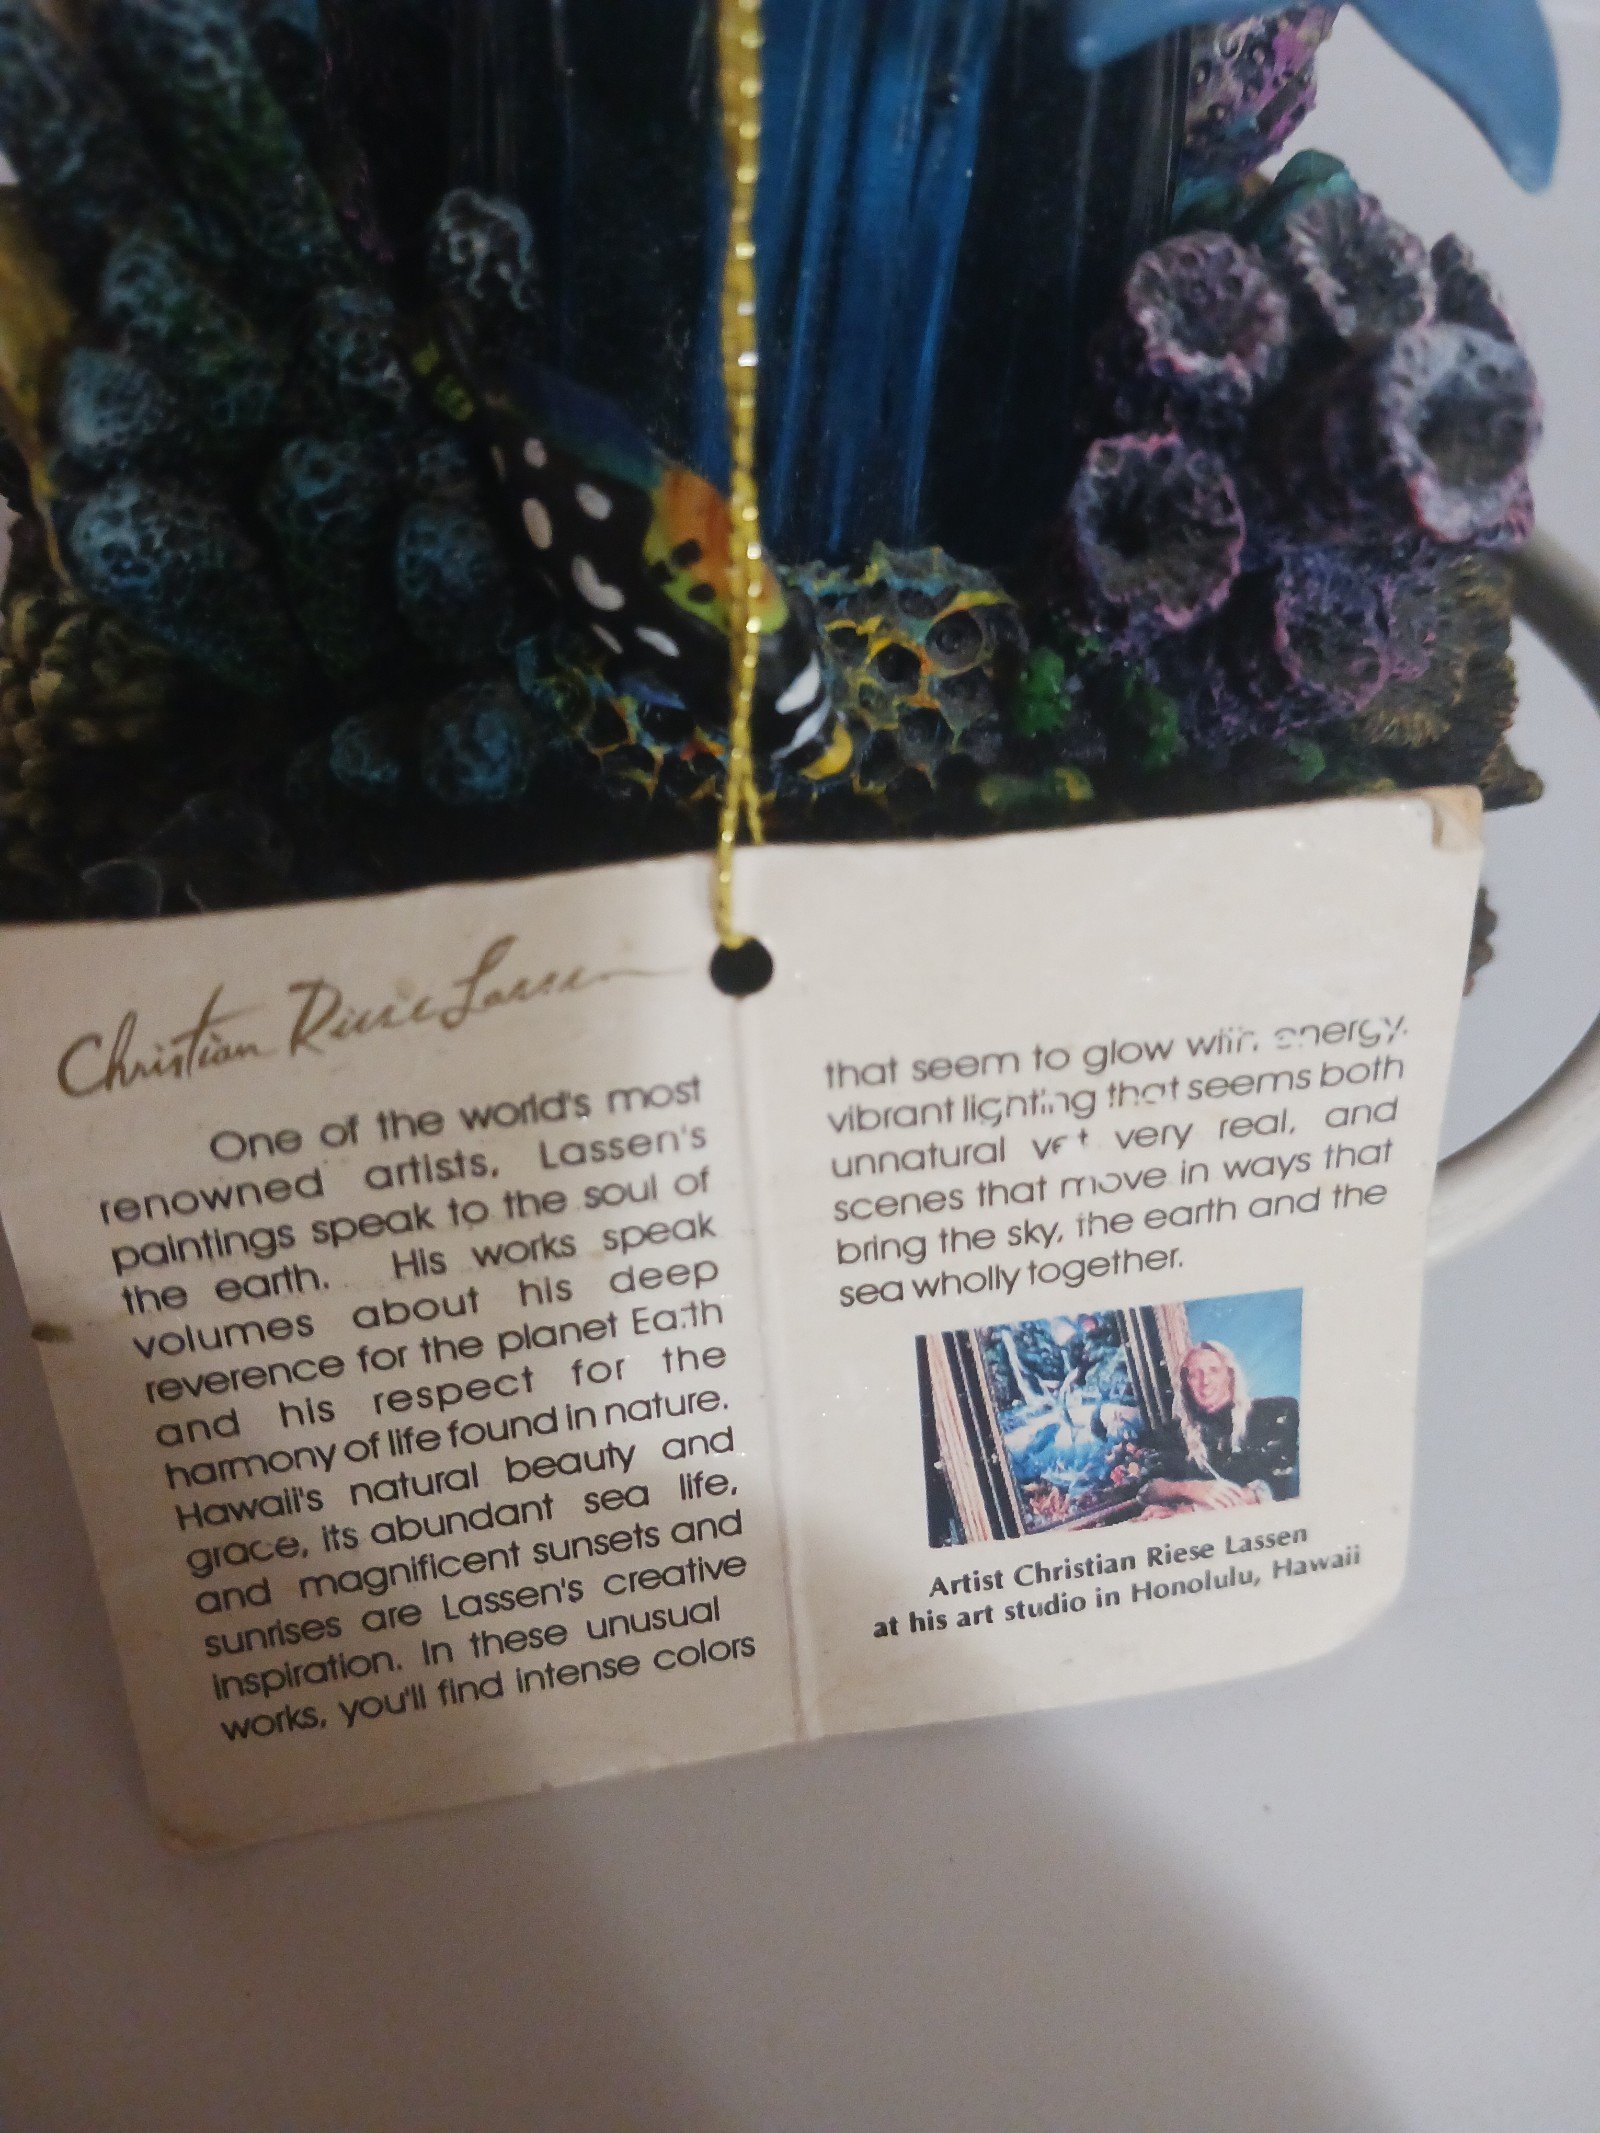 Christian Riese Lassen
One of the world's most
renowned artists, Lassen's
paintings speak to the soul of
the earth. His works speak
volumes about his deep
reverence for the planet Earth
and his respect for the
harmony of life found in nature.
Hawaii's natural beauty and
grace, its abundant sea life,
and magnificent sunsets and
sunrises are Lassen's creative
inspiration. In these unusual
works, you'll find intense colors
that seem to glow with energy.
vibrant lighting that seems both
unnatural yet very real, and
scenes that move in ways that
bring the sky, the earth and the
sea wholly together.
Artist Christian Riese Lassen
at his art studio in Honolulu, Hawaii